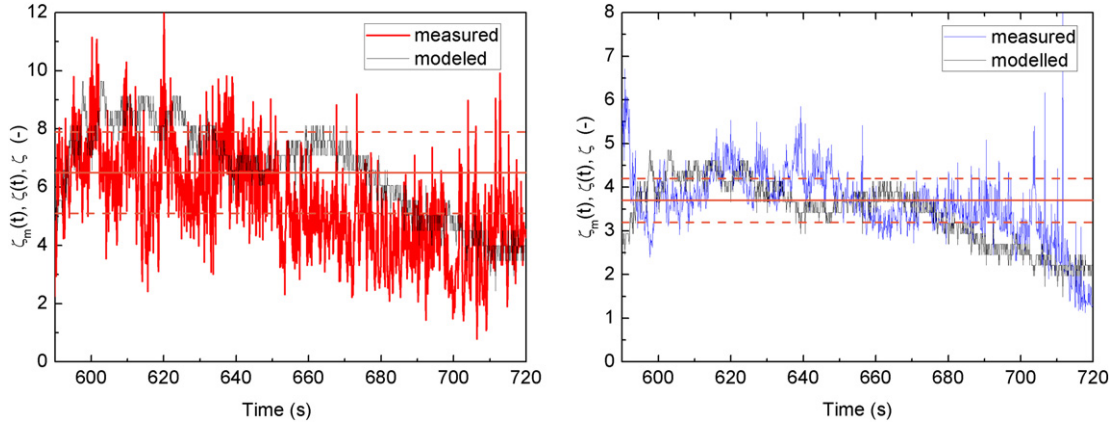 12
10
8
6
4
2
0
ζm(t), ζ(t), ζ (-)
measured
modeled
600 620 640 660 680 700 720
Time (s)
8
7
6
5
4
3
2
1
0
ζm(t), ζ(t), ζ (-)
measured
modelled
600 620 640 660 680 700 720
Time (s)